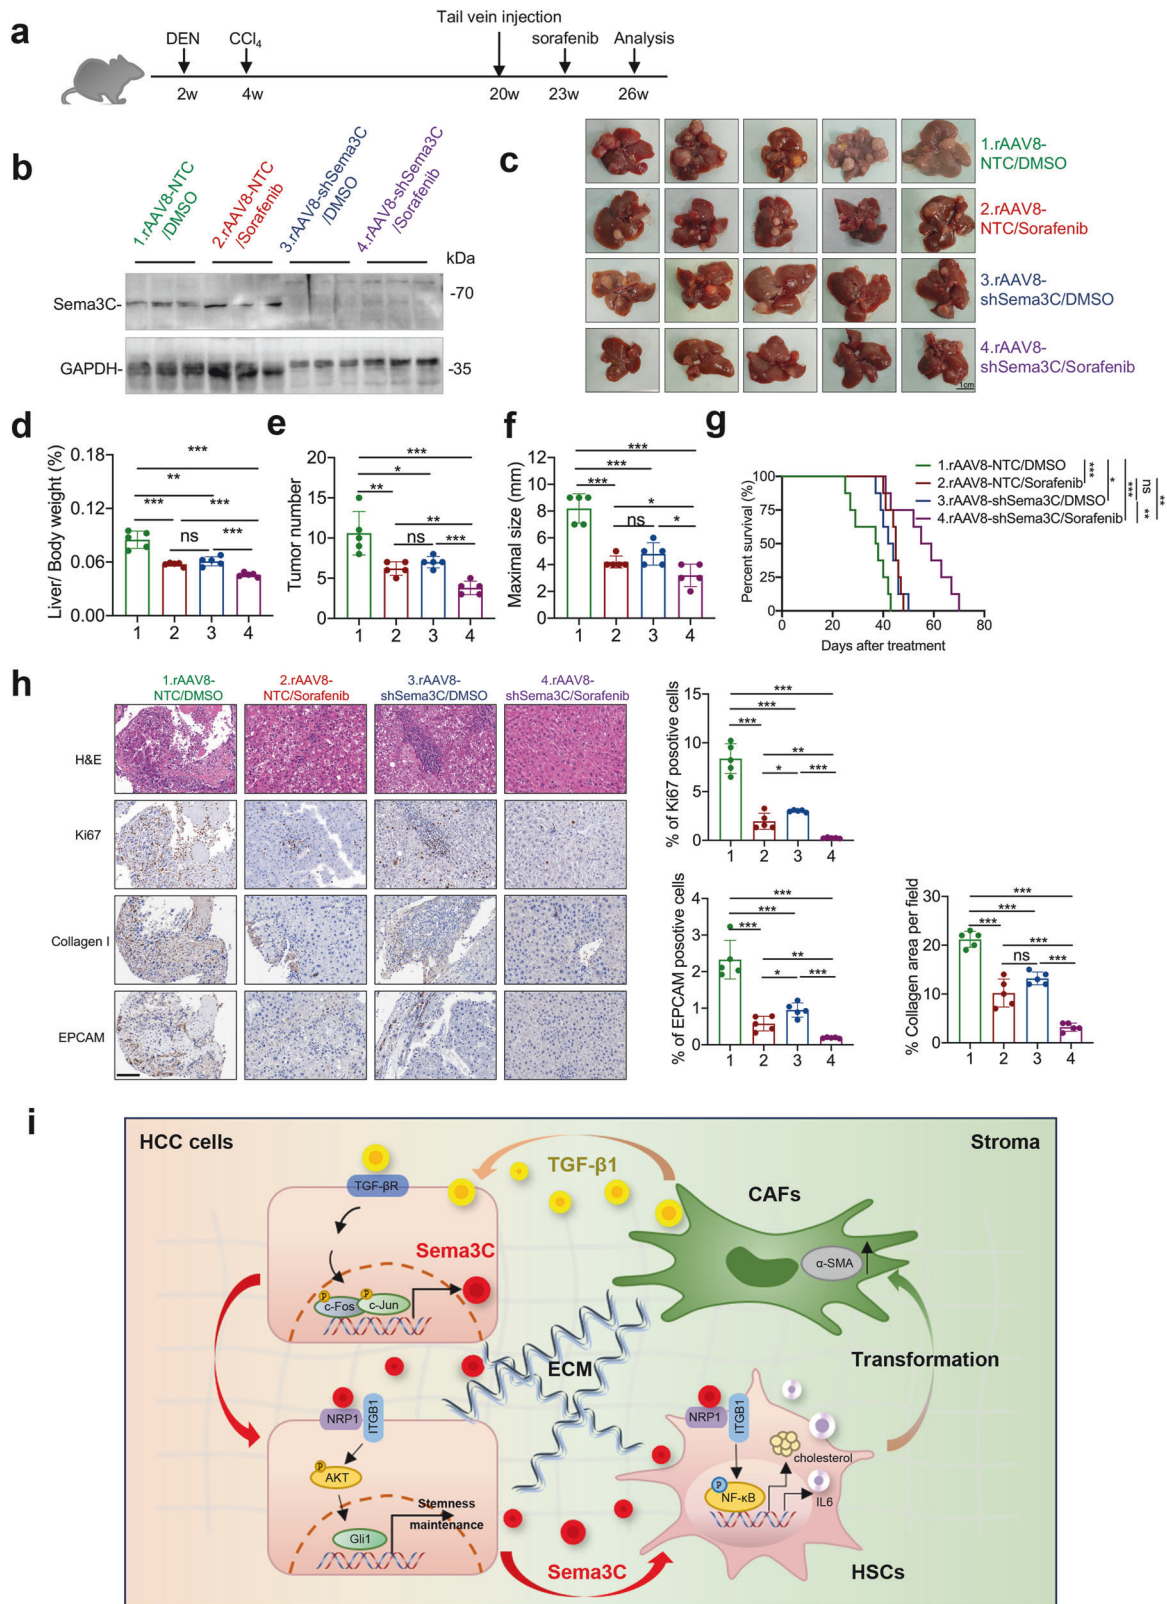 a
DEN
CCl₄
Tail vein injection
sorafenib
Analysis
2w
4w
20w
23w
26w
b
1.rAAV8-NTC
/DMSO
2.rAAV8-NTC
/Sorafenib
3.rAAV8-shSema3C
/DMSO
4.rAAV8-shSema3C
/Sorafenib
kDa
Sema3C-
-70
GAPDH-
-35
c
1.rAAV8-
NTC/DMSO
2.rAAV8-
NTC/Sorafenib
3.rAAV8-
shSema3C/DMSO
4.rAAV8-
shSema3C/Sorafenib
1cm
d
Liver/ Body weight (%)
0.18
0.12
0.06
0.00
***
**
*** ***
***
ns ***
1 2 3 4
e
Tumor number
20
15
10
5
0
***
*
**
**
ns ***
1 2 3 4
f
Maximal size (mm)
12
10
8
6
4
2
0
***
***
***
*
ns *
1 2 3 4
g
Percent survival (%)
100
75
50
25
0
0 20 40 60 80
Days after treatment
1.rAAV8-NTC/DMSO
2.rAAV8-NTC/Sorafenib
3.rAAV8-shSema3C/DMSO
4.rAAV8-shSema3C/Sorafenib
***
*
***
ns
**
**
h
1.rAAV8-
NTC/DMSO
2.rAAV8-
NTC/Sorafenib
3.rAAV8-
shSema3C/DMSO
4.rAAV8-
shSema3C/Sorafenib
H&E
Ki67
Collagen I
EPCAM
% of Ki67 posotive cells
15
10
5
0
***
***
***
**
* ***
1 2 3 4
% of EPCAM posotive cells
4
3
2
1
0
***
***
***
**
* ***
1 2 3 4
% Collagen area per field
30
20
10
0
***
***
***
***
ns ***
1 2 3 4
i
HCC cells
Stroma
TGF-β1
TGF-βR
CAFs
Sema3C
α-SMA
P
P
c-Fos
c-Jun
ECM
Transformation
NRP1
ITGB1
NRP1
ITGB1
cholesterol
P
AKT
P
NF-κB
IL6
Stemness
maintenance
Gli1
Sema3C
HSCs